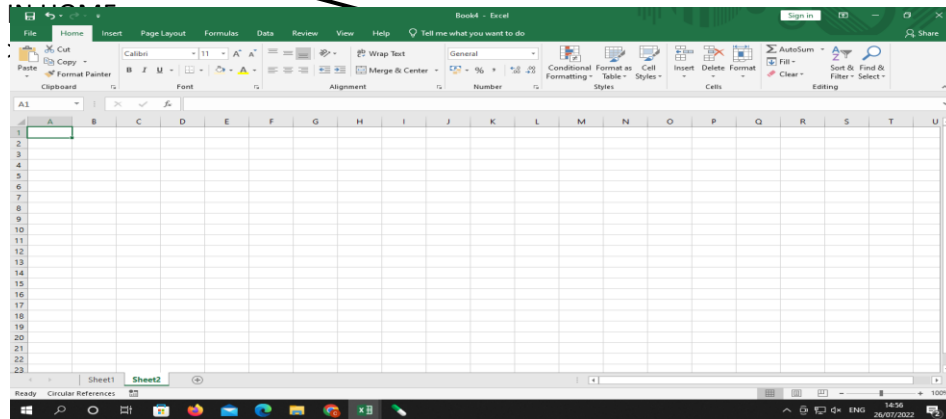 IN HOME
Book4 - Excel
Sign in
File Home Insert Page Layout Formulas Data Review View Help Tell me what you want to do Share
Paste
Cut
Copy
Format Painter
Clipboard
Calibri 11 A A
B I U A
Font
Wrap Text
Merge & Center
Alignment
General
% ,
Number
Conditional Formatting
Format as Table
Cell Styles
Styles
Insert Delete Format
Cells
AutoSum
Fill
Clear
Sort & Filter
Find & Select
Editing
A1 fx
A B C D E F G H I J K L M N O P Q R S T U
1
2
3
4
5
6
7
8
9
10
11
12
13
14
15
16
17
18
19
20
21
22
23
Sheet1 Sheet2
Ready Circular References 100%
ENG 14:56
26/07/2022